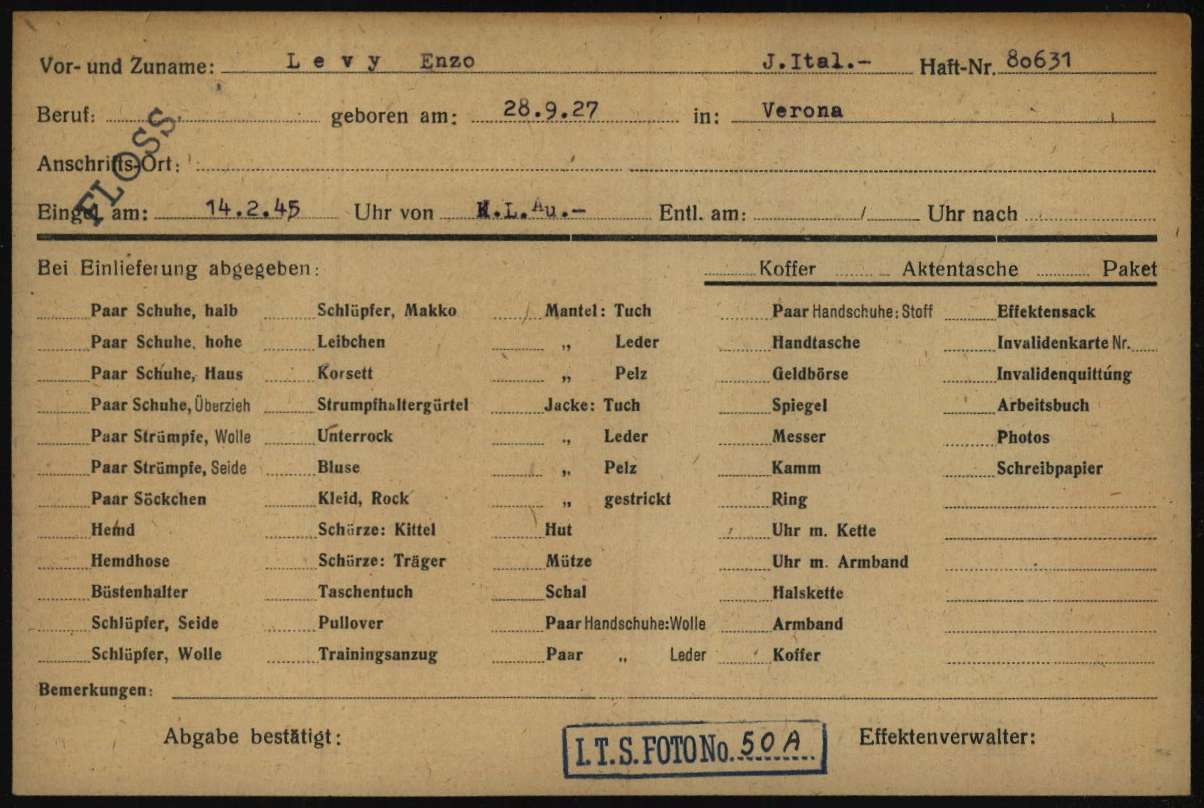 Vor- und Zuname: L e v y Enzo J.Ital.- Haft-Nr. 80631
Beruf: geboren am: 28.9.27 in: Verona
Anschrifts-Ort:
FLOSS.
Einged. am: 14.2.45 Uhr von K.L.Au.- Entl. am: / Uhr nach
Bei Einlieferung abgegeben: Koffer Aktentasche Paket
Paar Schuhe, halb Schlüpfer, Makko Mantel: Tuch Paar Handschuhe: Stoff Effektensack
Paar Schuhe, hohe Leibchen „ Leder Handtasche Invalidenkarte Nr.
Paar Schuhe, Haus Korsett „ Pelz Geldbörse Invalidenquittung
Paar Schuhe, Überzieh Strumpfhaltergürtel Jacke: Tuch Spiegel Arbeitsbuch
Paar Strümpfe, Wolle Unterrock „ Leder Messer Photos
Paar Strümpfe, Seide Bluse „ Pelz Kamm Schreibpapier
Paar Söckchen Kleid, Rock „ gestrickt Ring
Hemd Schürze: Kittel Hut Uhr m. Kette
Hemdhose Schürze: Träger Mütze Uhr m. Armband
Büstenhalter Taschentuch Schal Halskette
Schlüpfer, Seide Pullover Paar Handschuhe: Wolle Armband
Schlüpfer, Wolle Trainingsanzug Paar „ Leder Koffer
Bemerkungen:
Abgabe bestätigt: I.T.S. FOTO No. 50 A Effektenverwalter: